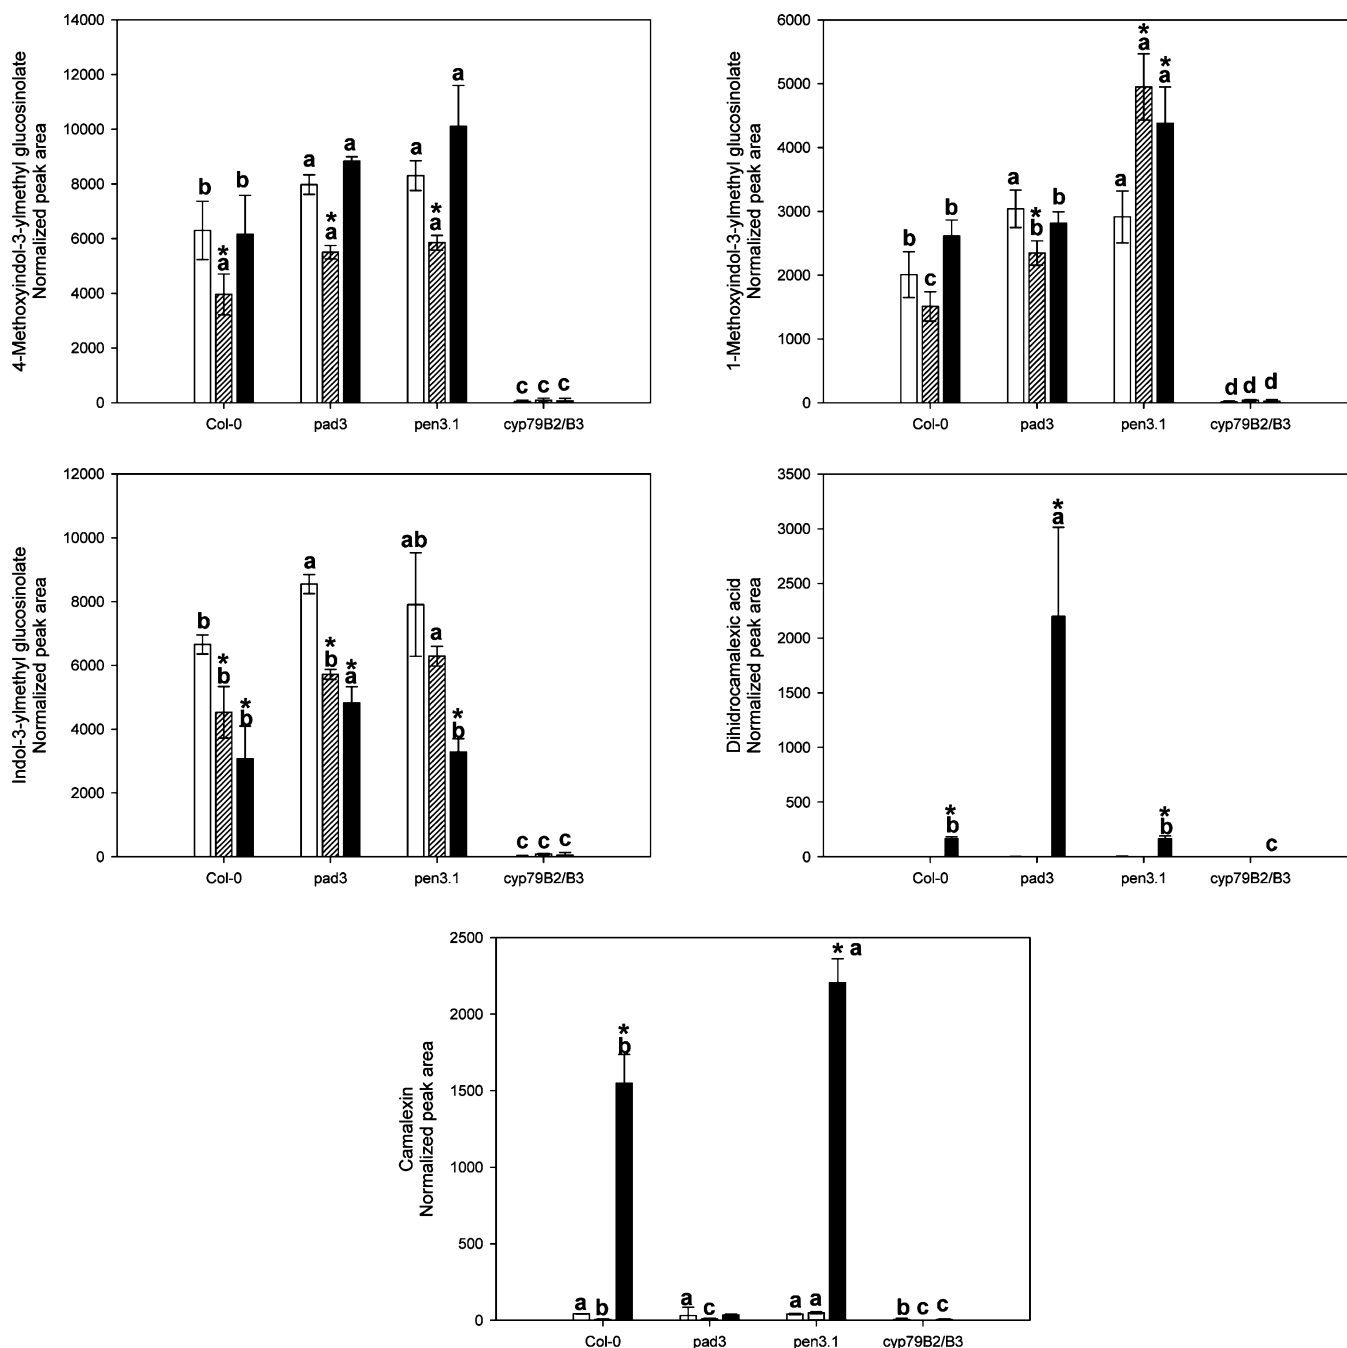 4-Methoxyindol-3-ylmethyl glucosinolate
Normalized peak area
14000
12000
10000
8000
6000
4000
2000
0
b
*
a
b
a
*
a
a
a
*
a
a
c c c
Col-0 pad3 pen3.1 cyp79B2/B3
1-Methoxyindol-3-ylmethyl glucosinolate
Normalized peak area
6000
5000
4000
3000
2000
1000
0
b
c
b
a
*
b
b
a
*
a
*
a
d d d
Col-0 pad3 pen3.1 cyp79B2/B3
Indol-3-ylmethyl glucosinolate
Normalized peak area
12000
10000
8000
6000
4000
2000
0
b
*
b
*
b
a
*
b
*
a
ab
a
*
b
c c c
Col-0 pad3 pen3.1 cyp79B2/B3
Dihidrocamalexic acid
Normalized peak area
3500
3000
2500
2000
1500
1000
500
0
*
b
*
a
*
b
c
Col-0 pad3 pen3.1 cyp79B2/B3
Camalexin
Normalized peak area
2500
2000
1500
1000
500
0
a b
*
b
a c
a a
* a
b c c
Col-0 pad3 pen3.1 cyp79B2/B3